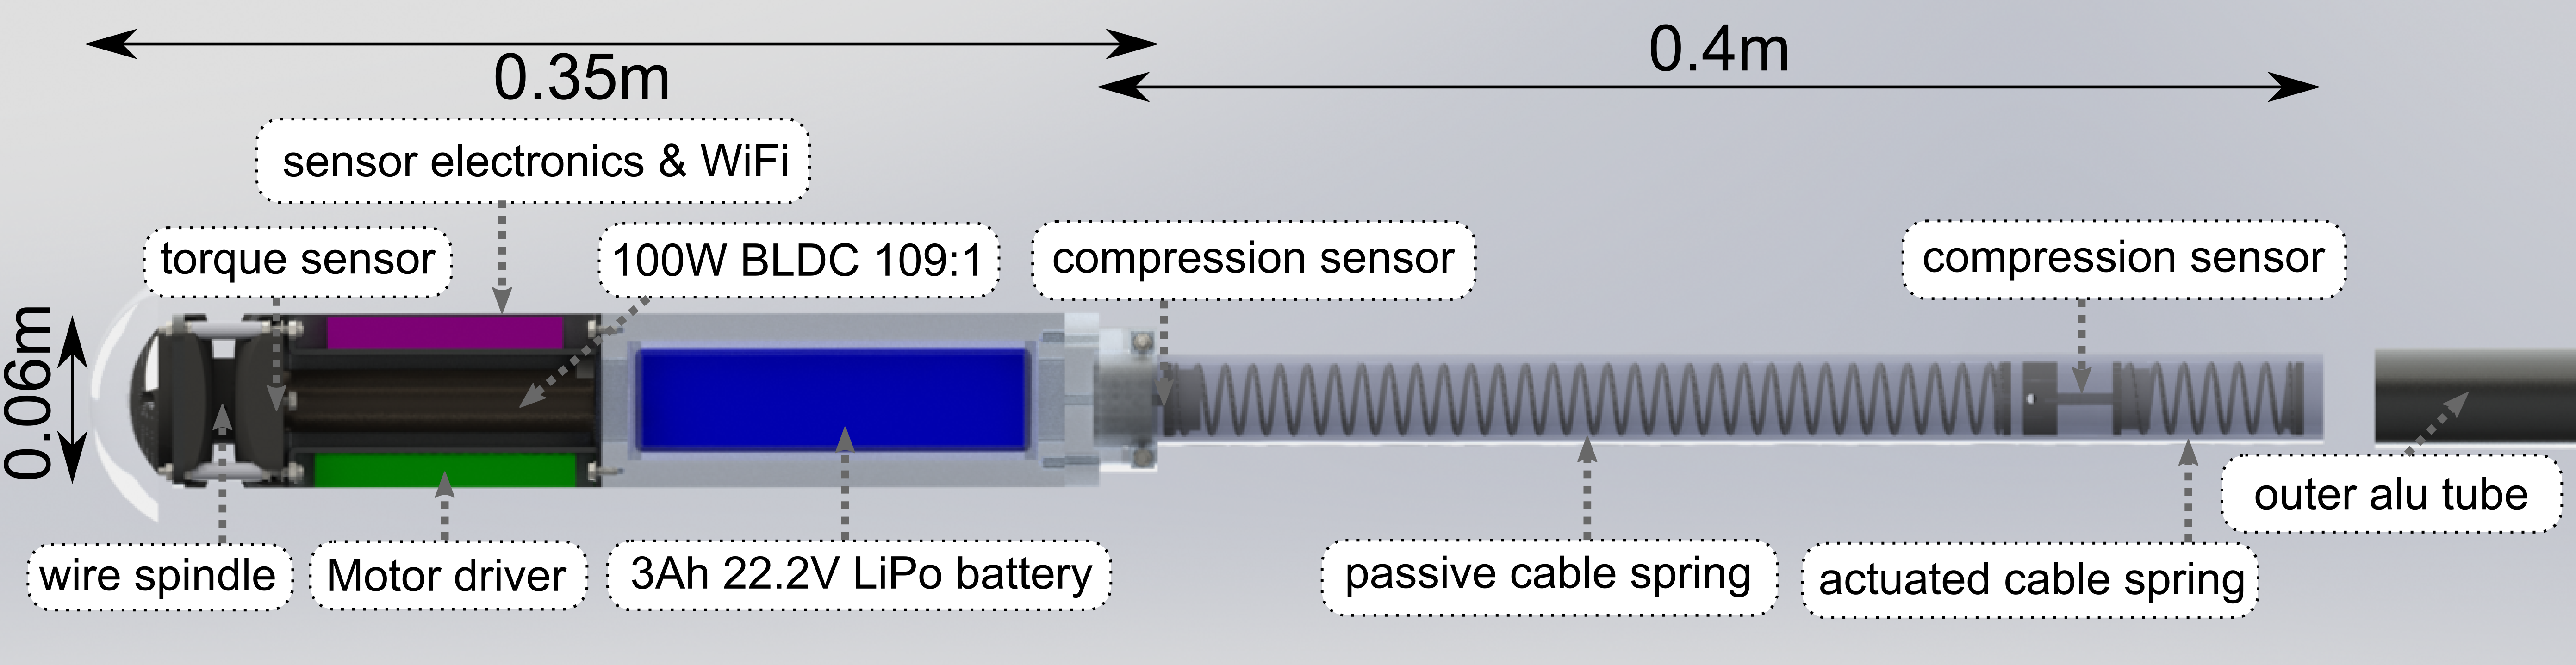 0.35m
0.4m
sensor electronics & WiFi
torque sensor
100W BLDC 109:1
compression sensor
compression sensor
0.06m
outer alu tube
wire spindle
Motor driver
3Ah 22.2V LiPo battery
passive cable spring
actuated cable spring